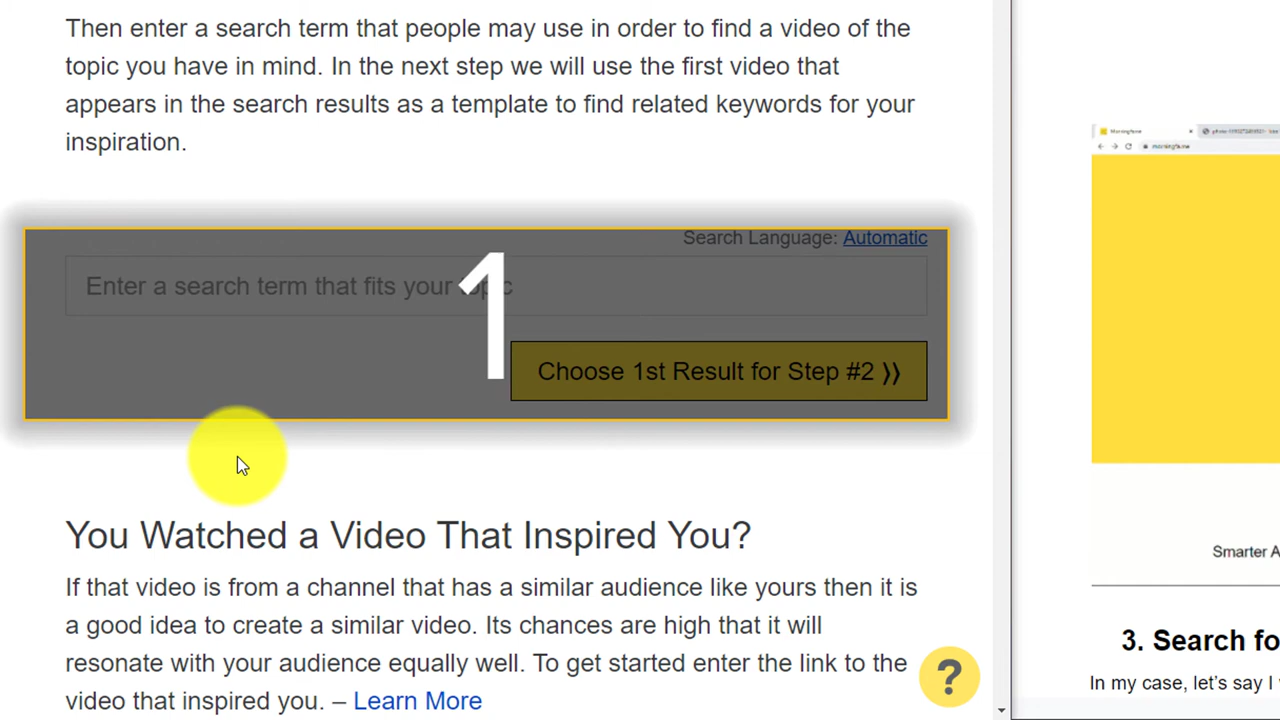 Then enter a search term that people may use in order to find a video of the
topic you have in mind. In the next step we will use the first video that
appears in the search results as a template to find related keywords for your
inspiration.
Search Language: Automatic
Enter a search term that fits your topic
1
Choose 1st Result for Step #2 ⟩⟩
You Watched a Video That Inspired You?
If that video is from a channel that has a similar audience like yours then it is
a good idea to create a similar video. Its chances are high that it will
resonate with your audience equally well. To get started enter the link to the
video that inspired you. – Learn More
?
Smarter A
3. Search fo
In my case, let's say I